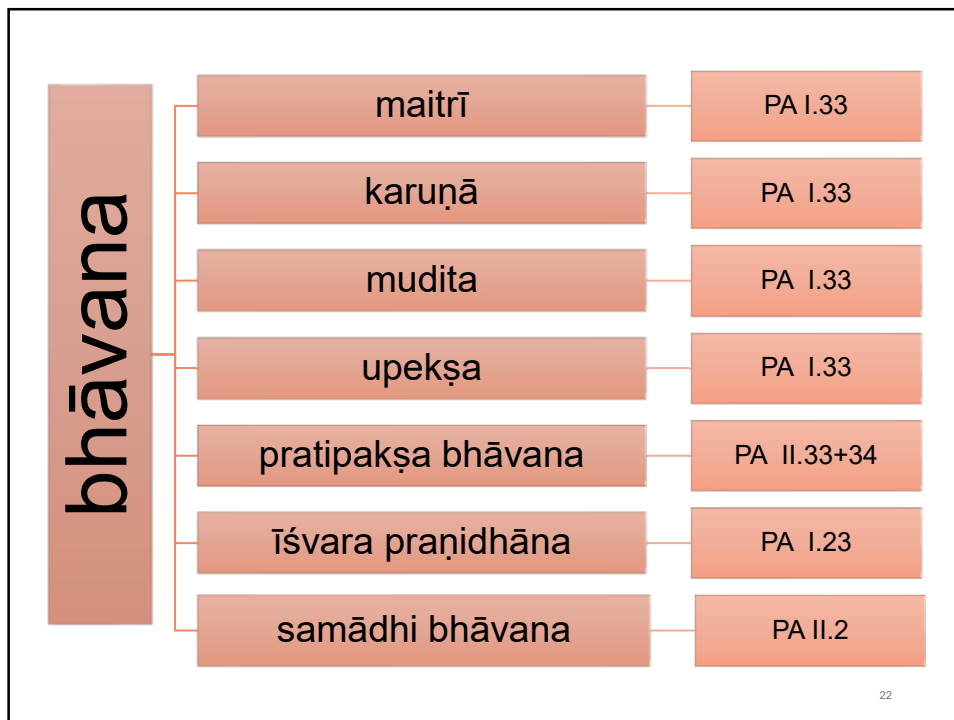 bhāvana
maitrī
PA I.33
karuṇā
PA I.33
mudita
PA I.33
upekṣa
PA I.33
pratipakṣa bhāvana
PA II.33+34
īśvara praṇidhāna
PA I.23
samādhi bhāvana
PA II.2
22